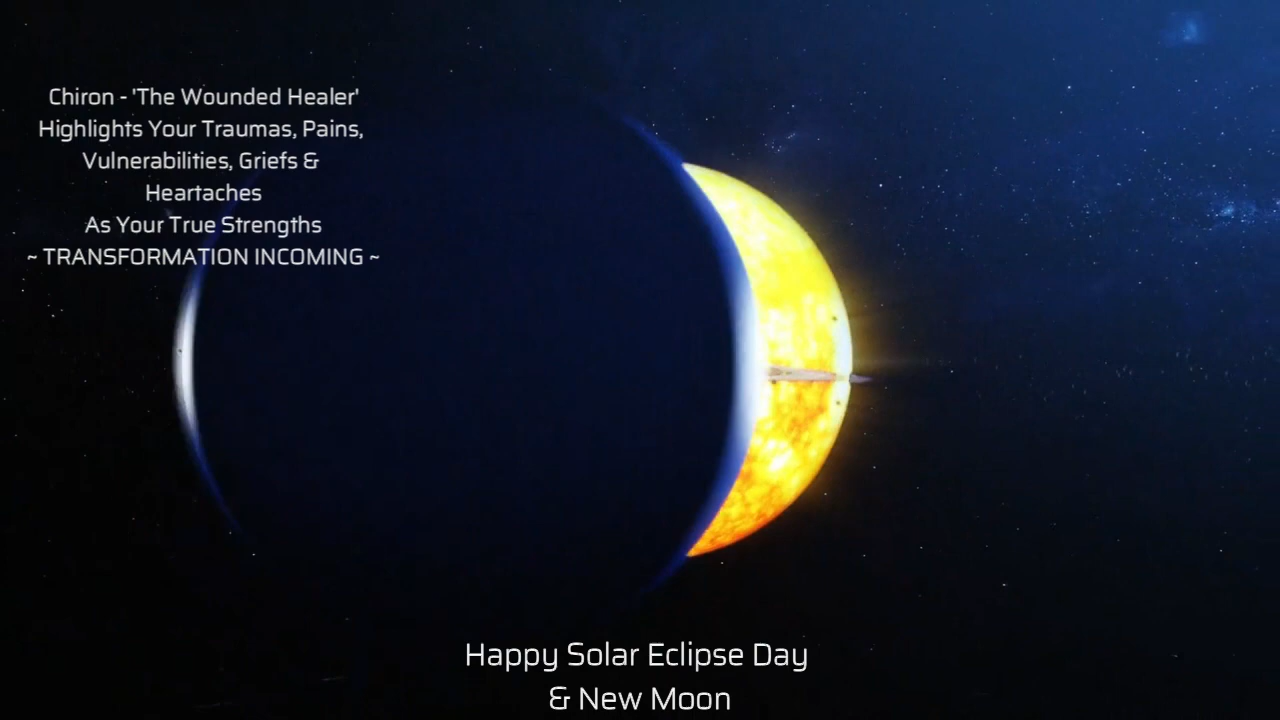 Chiron - 'The Wounded Healer'
Highlights Your Traumas, Pains,
Vulnerabilities, Griefs &
Heartaches
As Your True Strengths
~ TRANSFORMATION INCOMING ~
Happy Solar Eclipse Day
& New Moon